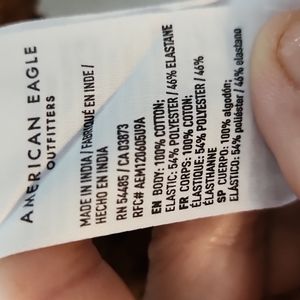 AMERICAN EAGLE
OUTFITTERS
MADE IN INDIA / FABRIQUÉ EN INDE /
HECHO EN INDIA
RN 54485 / CA 03873
RFC# AEM120605U9A
EN BODY: 100% COTTON;
ELASTIC: 54% POLYESTER / 46% ELASTANE
FR CORPS: 100% COTON;
ÉLASTIQUE: 54% POLYESTER / 46%
ÉLASTHANNE
SP CUERPO: 100% algodón;
ELÁSTICO: 54% poliéster / 46% elastano